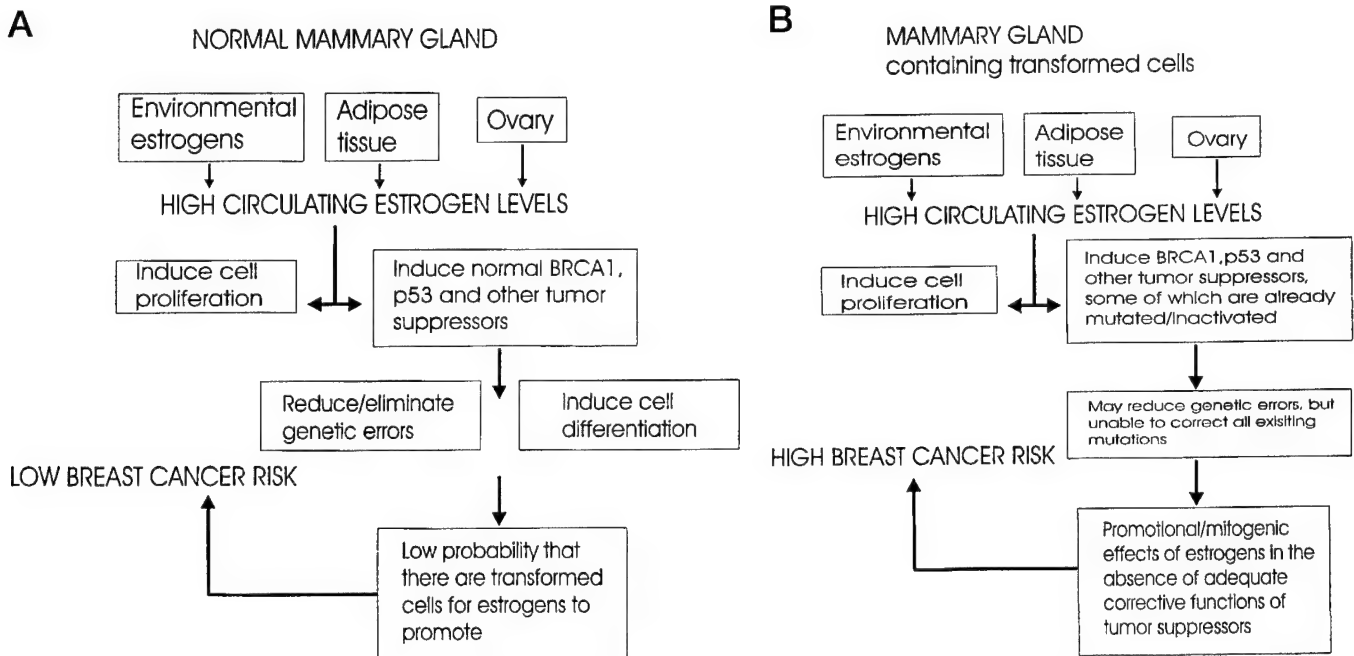 A
NORMAL MAMMARY GLAND
Environmental
estrogens
Adipose
tissue
Ovary
HIGH CIRCULATING ESTROGEN LEVELS
Induce cell
proliferation
Induce normal BRCA1,
p53 and other tumor
suppressors
Reduce/eliminate
genetic errors
Induce cell
differentiation
LOW BREAST CANCER RISK
Low probability that
there are transformed
cells for estrogens to
promote
B
MAMMARY GLAND
containing transformed cells
Environmental
estrogens
Adipose
tissue
Ovary
HIGH CIRCULATING ESTROGEN LEVELS
Induce cell
proliferation
Induce BRCA1,p53 and
other tumor suppressors,
some of which are already
mutated/inactivated
May reduce genetic errors, but
unable to correct all exisiting
mutations
HIGH BREAST CANCER RISK
Promotional/mitogenic
effects of estrogens in the
absence of adequate
corrective functions of
tumor suppressors